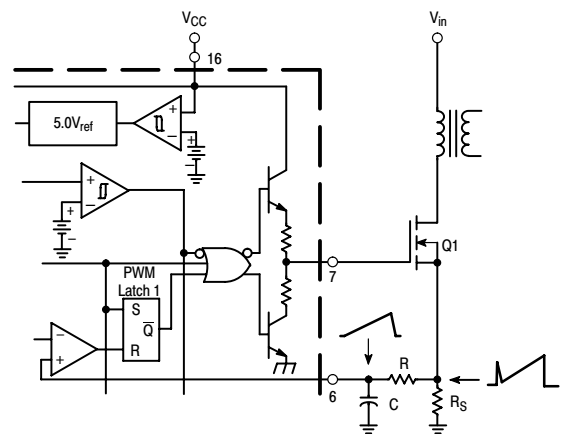 VCC
Vin
16
+
–
5.0Vref
+
–
+
–
+
–
Q1
7
PWM
Latch 1
S
Q
R
–
+
R
6
C
RS